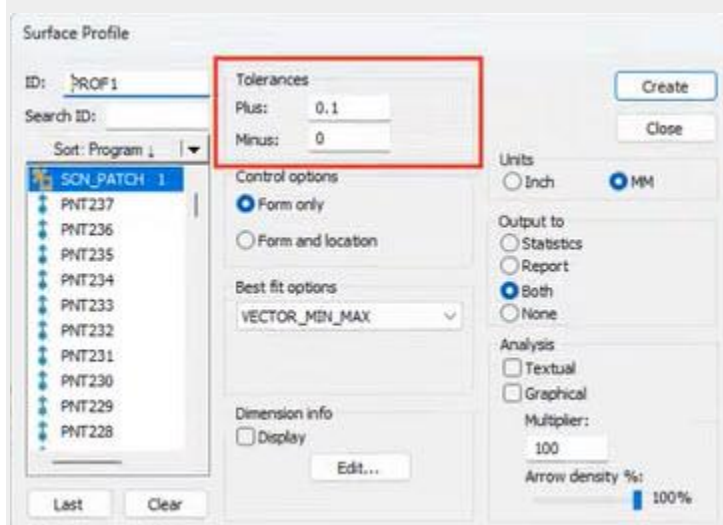 Surface Profile
ID: PROF1
Search ID:
Sort: Program ↓
SCN_PATCH 1
PNT237
PNT236
PNT235
PNT234
PNT233
PNT232
PNT231
PNT230
PNT229
PNT228
Last Clear
Tolerances
Plus: 0.1
Minus: 0
Control options
Form only
Form and location
Best fit options
VECTOR_MIN_MAX
Dimension info
Display
Edit...
Create
Close
Units
Inch MM
Output to
Statistics
Report
Both
None
Analysis
Textual
Graphical
Multiplier:
100
Arrow density %:
100%